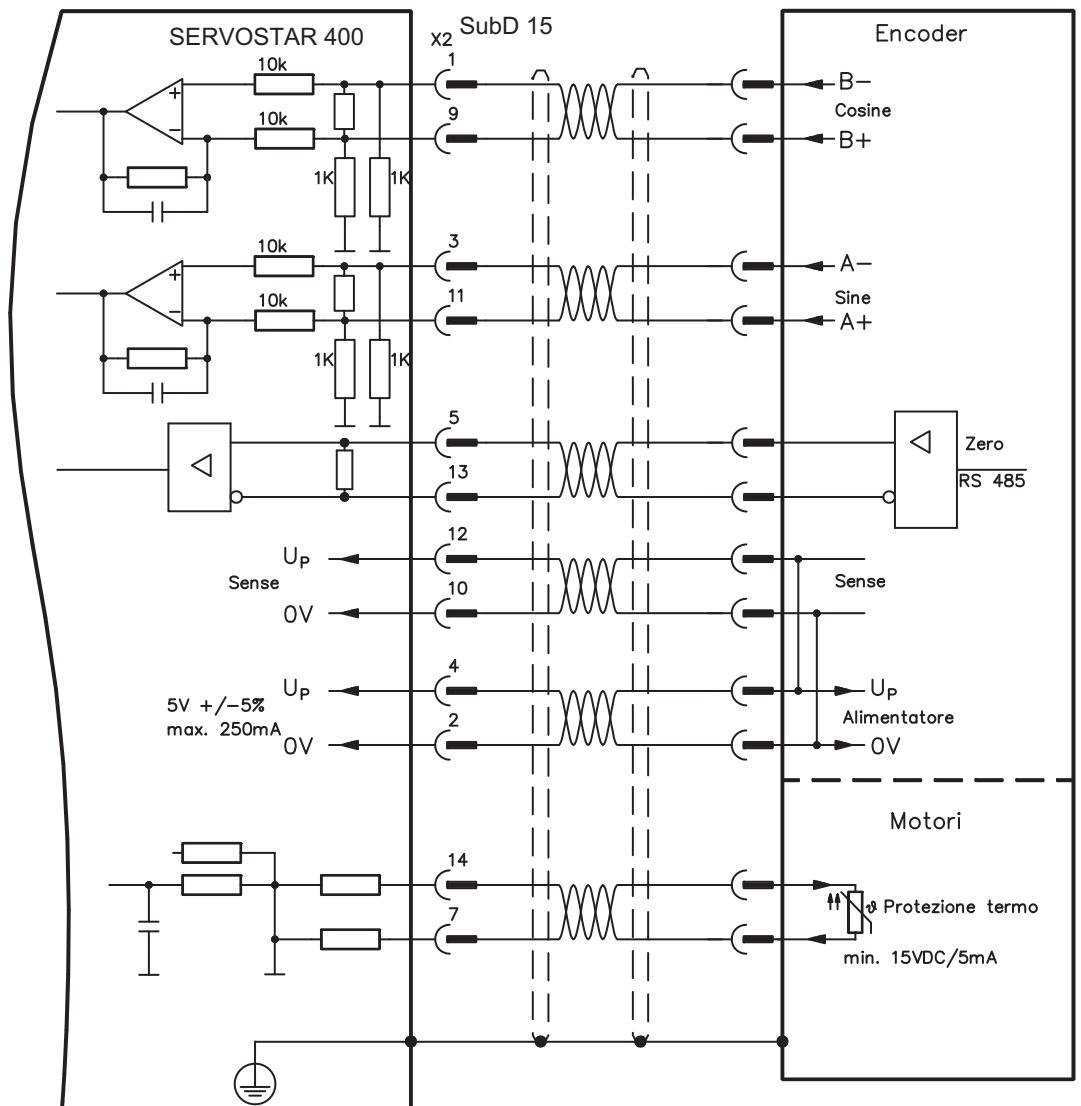 SERVOSTAR 400
X2
SubD 15
Encoder
10k
1
B-
Cosine
10k
9
B+
1K
1K
10k
3
A-
Sine
10k
11
A+
1K
1K
5
Zero
13
RS 485
UP
12
Sense
Sense
0V
10
UP
4
UP
5V +/-5%
max. 250mA
Alimentatore
0V
2
0V
Motori
14
ϑ Protezione termo
7
min. 15VDC/5mA